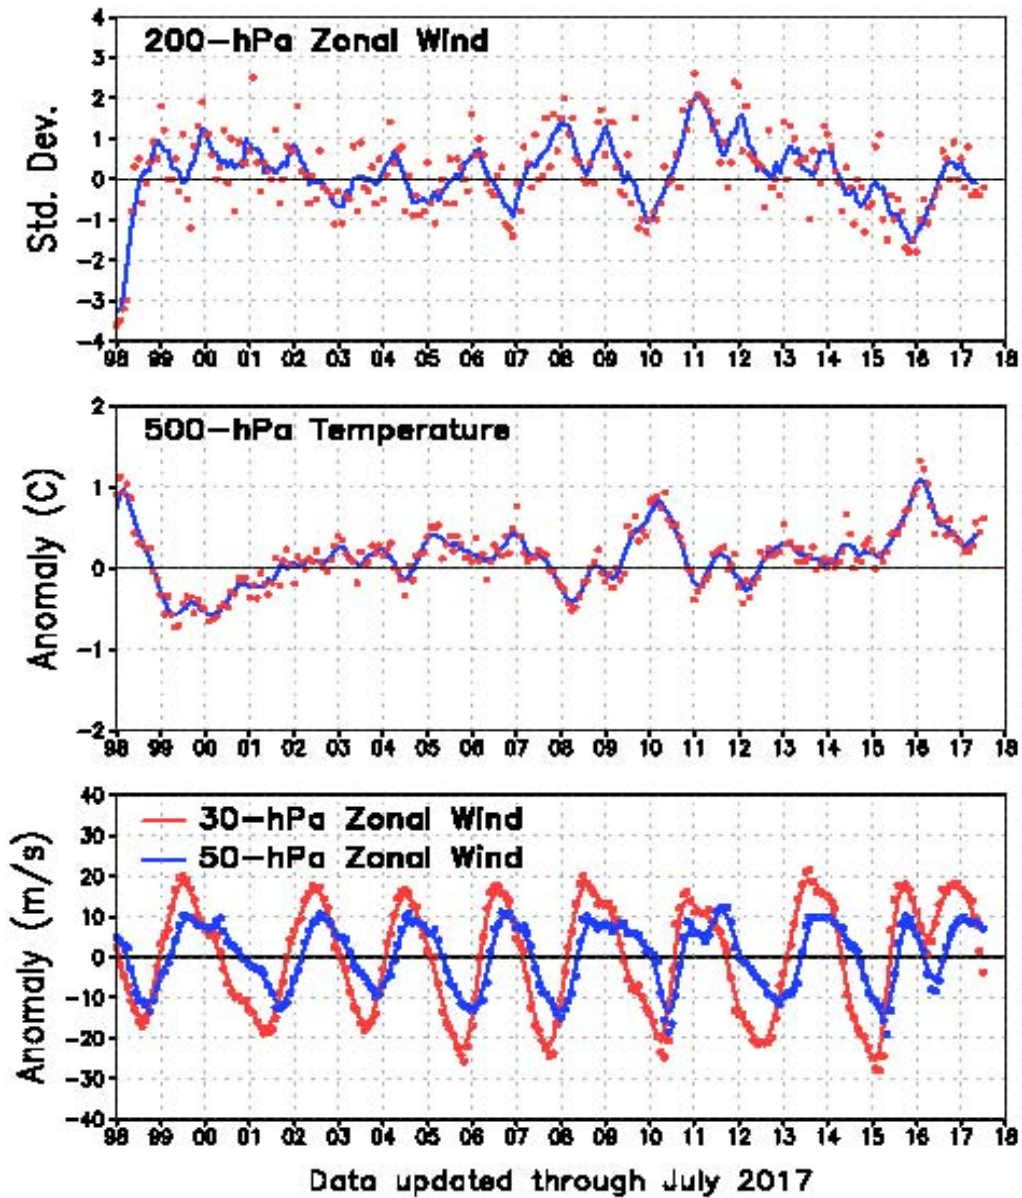 200-hPa Zonal Wind
Std. Dev.
4
3
2
1
0
-1
-2
-3
-4
98 99 00 01 02 03 04 05 06 07 08 09 10 11 12 13 14 15 16 17 18
500-hPa Temperature
Anomaly (C)
2
1
0
-1
-2
98 99 00 01 02 03 04 05 06 07 08 09 10 11 12 13 14 15 16 17 18
30-hPa Zonal Wind
50-hPa Zonal Wind
Anomaly (m/s)
40
30
20
10
0
-10
-20
-30
-40
98 99 00 01 02 03 04 05 06 07 08 09 10 11 12 13 14 15 16 17 18
Data updated through July 2017